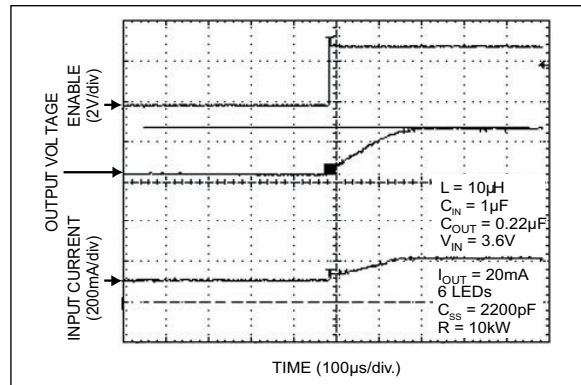 ENABLE
(2V/div)
OUTPUT VOLTAGE
INPUT CURRENT
(200mA/div)
L = 10µH
C_IN = 1µF
C_OUT = 0.22µF
V_IN = 3.6V
I_OUT = 20mA
6 LEDs
C_SS = 2200pF
R = 10kW
TIME (100µs/div.)